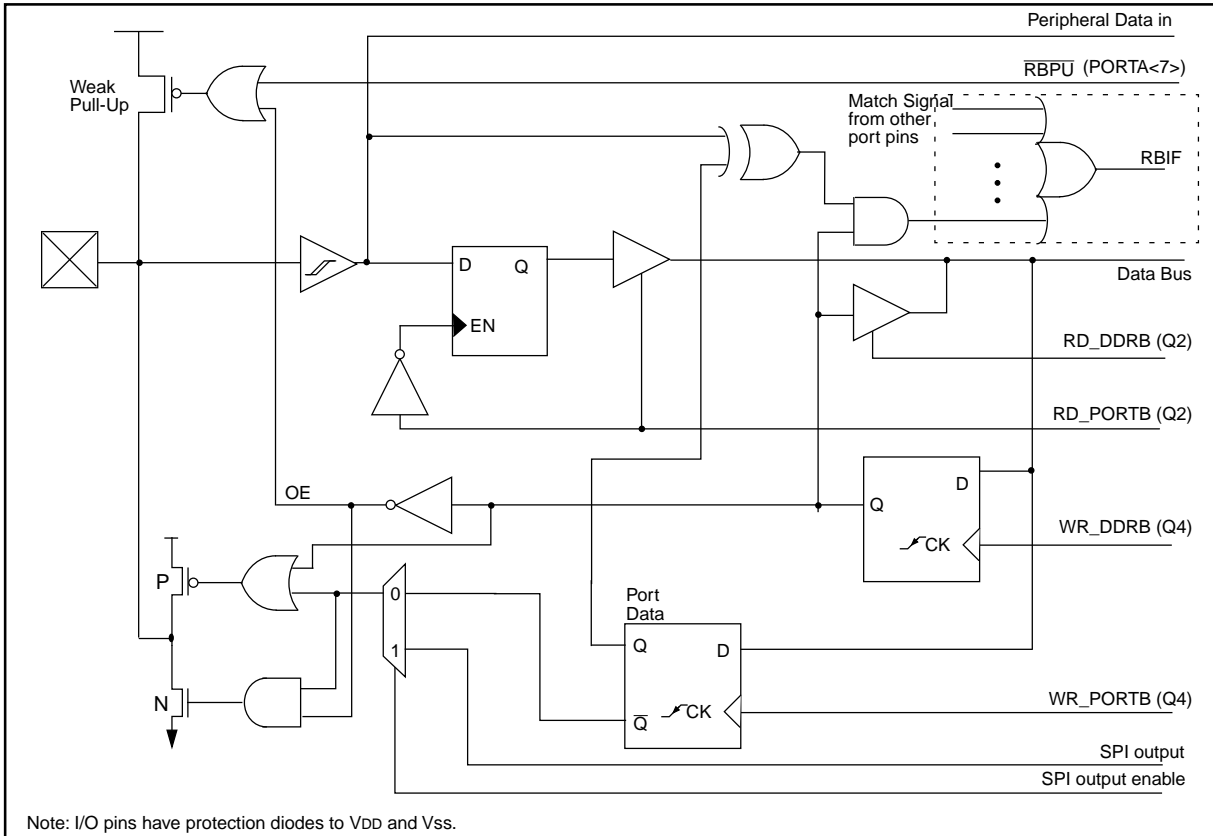 Peripheral Data in
RBPU (PORTA<7>)
Weak
Pull-Up
Match Signal
from other
port pins
RBIF
D
Q
EN
Data Bus
RD_DDRB (Q2)
RD_PORTB (Q2)
OE
Q
D
CK
WR_DDRB (Q4)
P
0
1
Port
Data
Q
D
N
Q
CK
WR_PORTB (Q4)
SPI output
SPI output enable
Note: I/O pins have protection diodes to VDD and Vss.